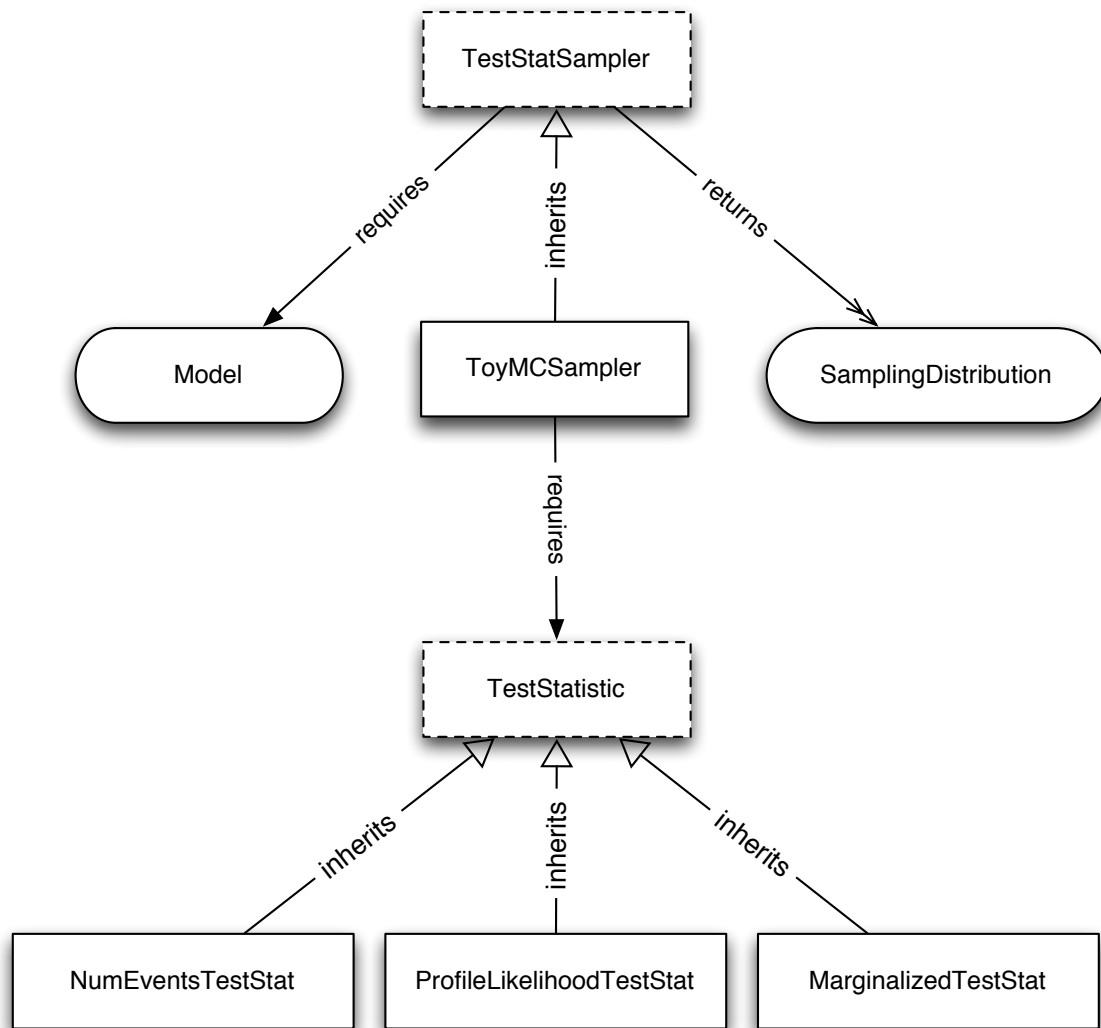 TestStatSampler
requires
inherits
returns
Model
ToyMCSampler
SamplingDistribution
requires
TestStatistic
inherits
inherits
inherits
NumEventsTestStat
ProfileLikelihoodTestStat
MarginalizedTestStat